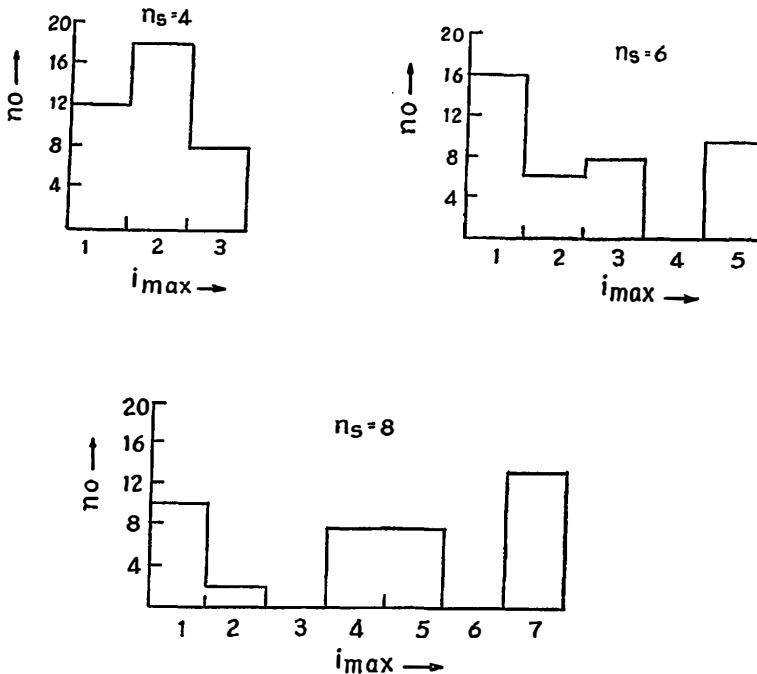 nS=4
20
16
12
8
4
no →
1 2 3
imax →
nS=6
20
16
12
8
4
no →
1 2 3 4 5
imax →
nS=8
20
16
12
8
4
no →
1 2 3 4 5 6 7
imax →